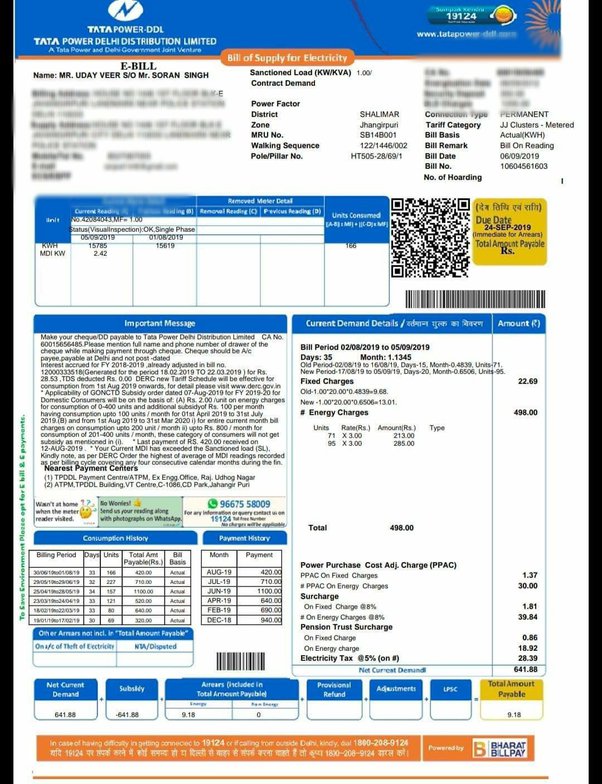 TATA POWER-DDL
TATA POWER DELHI DISTRIBUTION LIMITED
A Tata Power and Delhi Government Joint Venture
19124
www.tatapower-ddl.com
Bill of Supply for Electricity
E-BILL
Name: MR. UDAY VEER S/O Mr. SORAN SINGH
Sanctioned Load (KW/KVA) 1.00/
Contract Demand
Power Factor
District SHALIMAR
Zone Jhangirpuri
MRU No. SB14B001
Walking Sequence 122/1446/002
Pole/Pillar No. HT505-28/69/1
Connection Type PERMANENT
Tariff Category JJ Clusters - Metered
Bill Basis Actual(KWH)
Bill Remark Bill On Reading
Bill Date 06/09/2019
Bill No. 10604561603
No. of Hoarding
Current Meter Detail Removed Meter Detail
Unit Current Reading (A) Previous Reading (B) Removal Reading (C) Previous Reading (D) Units Consumed
No.42084043,MF= 1.00
Status(VisualInspection):OK,Single Phase
05/09/2019 01/08/2019
KWH 15785 15619 166
MDI KW 2.42
(देय तिथि एवं राशि)
Due Date
24-SEP-2019
(Immediate for Arrears)
Total Amount Payable
Rs.
Important Message
Make your cheque/DD payable to Tata Power Delhi Distribution Limited CA No.
60015656485.Please mention full name and phone number of drawer of the
cheque while making payment through cheque. Cheque should be A/c
payee,payable at Delhi and not post -dated
Interest accrued for FY 2018-2019 ,already adjusted in bill no.
12000333518(Generated for the period 18.02.2019 TO 22.03.2019 ) for Rs.
28.53 ,TDS deducted Rs. 0.00 DERC new Tariff Schedule will be effective for
consumption from 1st Aug 2019 onwards, for detail please visit www.derc.gov.in
* Applicability of GONCTD Subsidy order dated 07-Aug-2019 for FY 2019-20 for
Domestic Consumers will be on the basis of: (A) Rs. 2.00 /unit on energy charges
for consumption of 0-400 units and additional subsidy of Rs. 100 per month
having consumption upto 100 units / month for 01st April 2019 to 31st July
2019.(B) and from 1st Aug 2019 to 31st Mar 2020 i) for entire current month bill
charges on consumption upto 200 unit / month ii) upto Rs. 800 / month for
consumption of 201-400 units / month, these category of consumers will not get
subsidy as mentioned in (i). * Last payment of RS. 420.00 received on
12-AUG-2019 . * Your Current MDI has exceeded the Sanctioned load (SL),
Kindly note, as per DERC Order the highest of average of MDI readings recorded
as per billing cycle covering any four consecutive calendar months during the fin.
Nearest Payment Centers
(1) TPDDL Payment Centre/ATPM, Ex Engg.Office, Raj. Udhog Nagar
(2) ATPM,TPDDL Building,VT Centre,C-1086,CD Park,Jahangir Puri
Wasn't at home when the meter reader visited.
No Worries!
Send us your reading along with photographs on WhatsApp.
96675 58009
For any information or query contact us on
19124 Toll Free Number
No charges will be applicable.
To Save Environment Please opt for E bill & E payments.
Consumption History
Billing Period Days Units Total Amt Payable(Rs.) Bill Basis
30/06/19to01/08/19 33 166 420.00 Actual
29/05/19to29/06/19 32 227 710.00 Actual
25/04/19to28/05/19 34 157 1100.00 Actual
23/03/19to24/04/19 33 121 520.00 Actual
18/02/19to22/03/19 33 80 640.00 Actual
19/01/19to17/02/19 30 69 320.00 Actual
Payment History
Month Payment
AUG-19 420.00
JUL-19 710.00
JUN-19 1100.00
APR-19 640.00
FEB-19 690.00
DEC-18 940.00
Other Arrears not incl. in "Total Amount Payable"
On a/c of Theft of Electricity NTA/Disputed
Current Demand Details / वर्तमान शुल्क का विवरण Amount (₹)
Bill Period 02/08/2019 to 05/09/2019
Days: 35 Month: 1.1345
Old Period-02/08/19 to 16/08/19, Days-15, Month-0.4839, Units-71.
New Period-17/08/19 to 05/09/19, Days-20, Month-0.6506, Units-95.
Fixed Charges 22.69
Old-1.00*20.00*0.4839=9.68.
New -1.00*20.00*0.6506=13.01.
# Energy Charges 498.00
Units Rate(Rs.) Amount(Rs.) Type
71 X 3.00 213.00
95 X 3.00 285.00
Total 498.00
Power Purchase Cost Adj. Charge (PPAC)
PPAC On Fixed Charges 1.37
# PPAC On Energy Charges 30.00
Surcharge
On Fixed Charge @8% 1.81
# On Energy Charges @8% 39.84
Pension Trust Surcharge
On Fixed Charge 0.86
On Energy charge 18.92
Electricity Tax @5% (on #) 28.39
Net Current Demand 641.88
Net Current Demand Subsidy Arrears (Included in Total Amount Payable) Provisional Refund Adjustments LPSC Total Amount Payable
Energy Non Energy
641.88 -641.88 9.18 0 9.18
In case of having difficulty in getting connected to 19124 or if calling from outside Delhi, kindly, dial 1800-208-9124
Powered by BHARAT BILLPAY